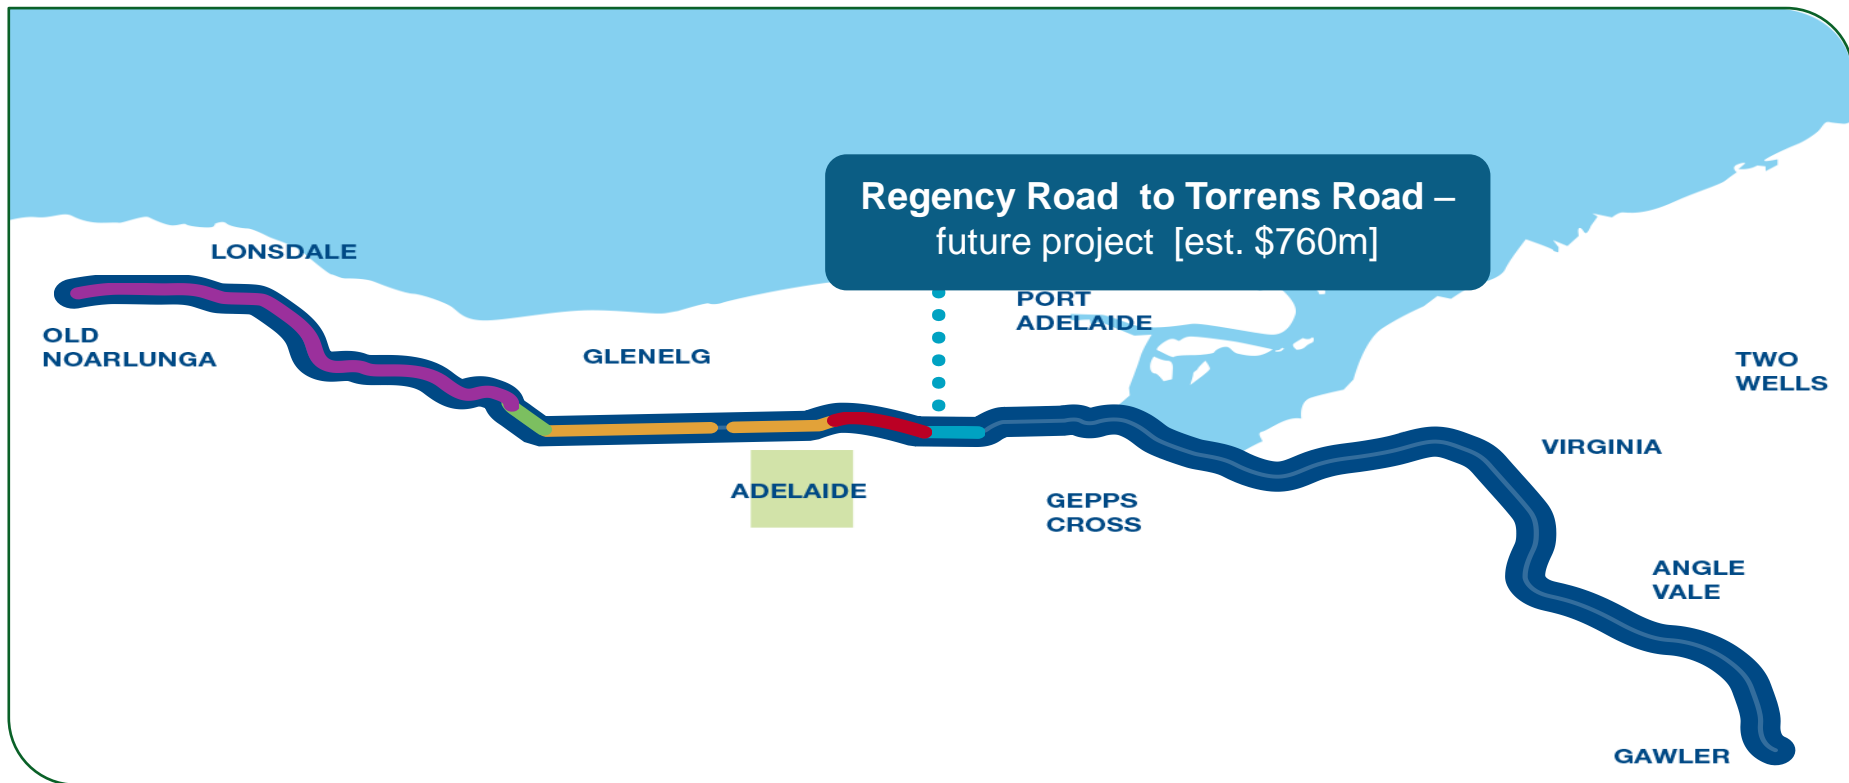 Regency Road to Torrens Road –
future project [est. $760m]
LONSDALE
OLD
NOARLUNGA
GLENELG
PORT
ADELAIDE
TWO
WELLS
VIRGINIA
ADELAIDE
GEPPS
CROSS
ANGLE
VALE
GAWLER